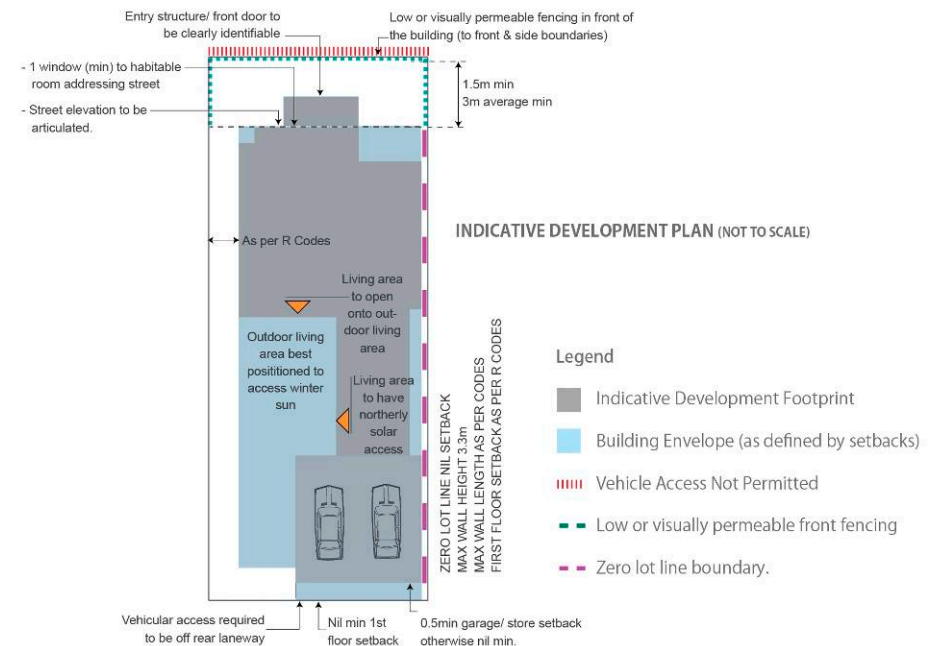 Entry structure/ front door to
be clearly identifiable
Low or visually permeable fencing in front of
the building (to front & side boundaries)
- 1 window (min) to habitable
room addressing street
- Street elevation to be
articulated.
1.5m min
3m average min
As per R Codes
INDICATIVE DEVELOPMENT PLAN (NOT TO SCALE)
Living area
to open
onto out-
door living
area
Outdoor living
area best
posititioned to
access winter
sun
Living area
to have
northerly
solar
access
ZERO LOT LINE NIL SETBACK
MAX WALL HEIGHT 3.3m
MAX WALL LENGTH AS PER CODES
FIRST FLOOR SETBACK AS PER R CODES
Legend
Indicative Development Footprint
Building Envelope (as defined by setbacks)
Vehicle Access Not Permitted
Low or visually permeable front fencing
Zero lot line boundary.
Vehicular access required
to be off rear laneway
Nil min 1st
floor setback
0.5min garage/ store setback
otherwise nil min.